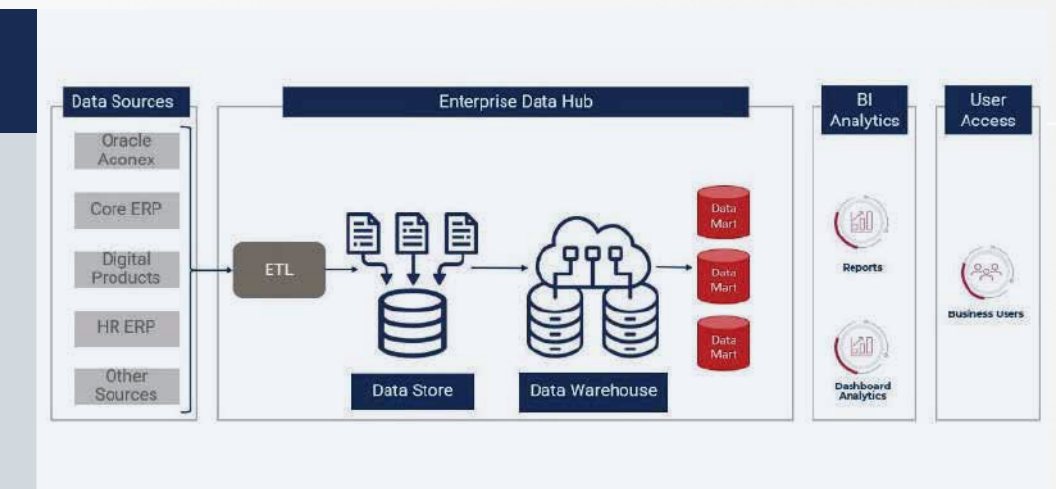 Data Sources
Enterprise Data Hub
BI
Analytics
User
Access
Oracle
Aconex
Core ERP
Digital
Products
HR ERP
Other
Sources
ETL
Data Store
Data Warehouse
Data
Mart
Data
Mart
Data
Mart
Reports
Dashboard
Analytics
Business Users